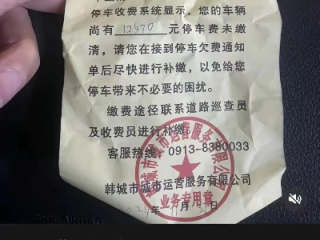 停车收费系统显示，您的车辆
尚有 元停车费未缴
清，请您在接到停车欠费通知
单后尽快进行补缴，以免给您
停车带来不必要的困扰。
缴费途径联系道路巡查员
及收费员进行补缴
客服热线 0913-8380033
韩城市城市运营服务有限公司
业务专用章